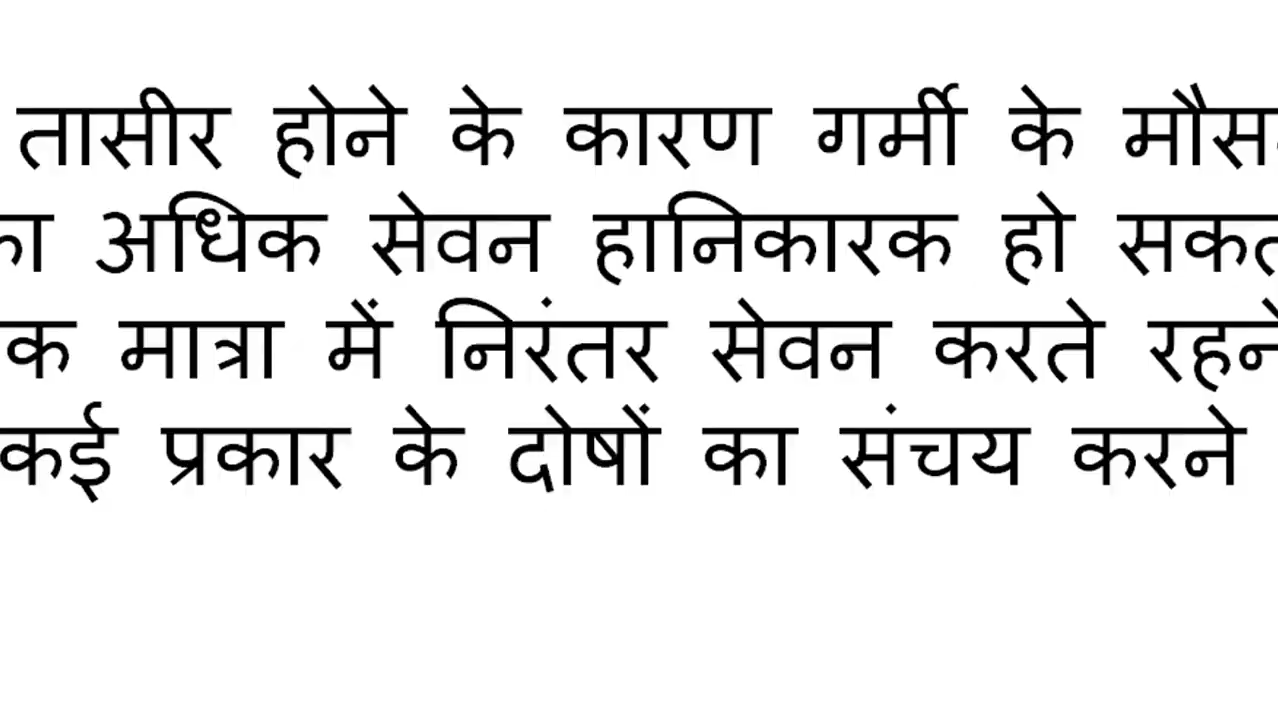 तासीर होने के कारण गर्मी के
का अधिक सेवन हानिकारक हो
क मात्रा में निरंतर सेवन करते
कई प्रकार के दोषों का संचय करने